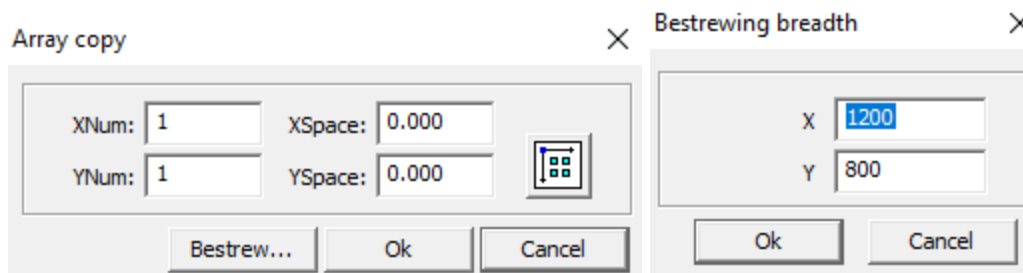 Array copy
XNum: 1 XSpace: 0.000
YNum: 1 YSpace: 0.000
Bestrew... Ok Cancel
Bestrewing breadth
X 1200
Y 800
Ok Cancel